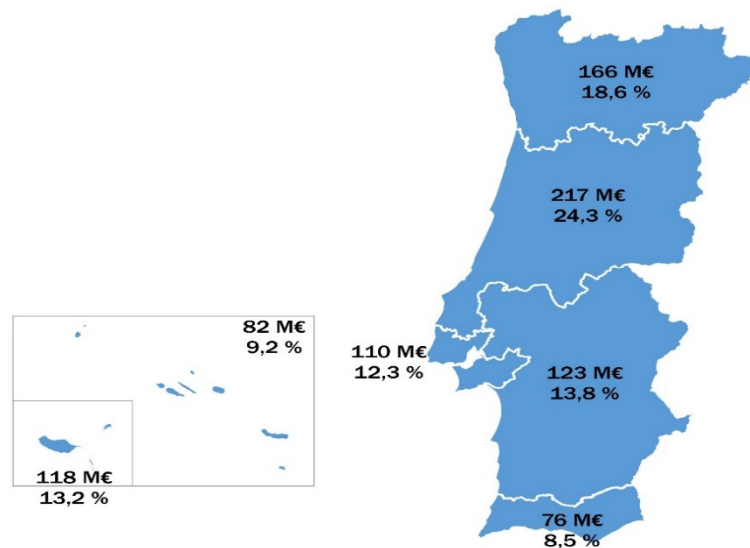 166 M€
18,6 %
217 M€
24,3 %
82 M€
9,2 %
110 M€
12,3 %
123 M€
13,8 %
118 M€
13,2 %
76 M€
8,5 %